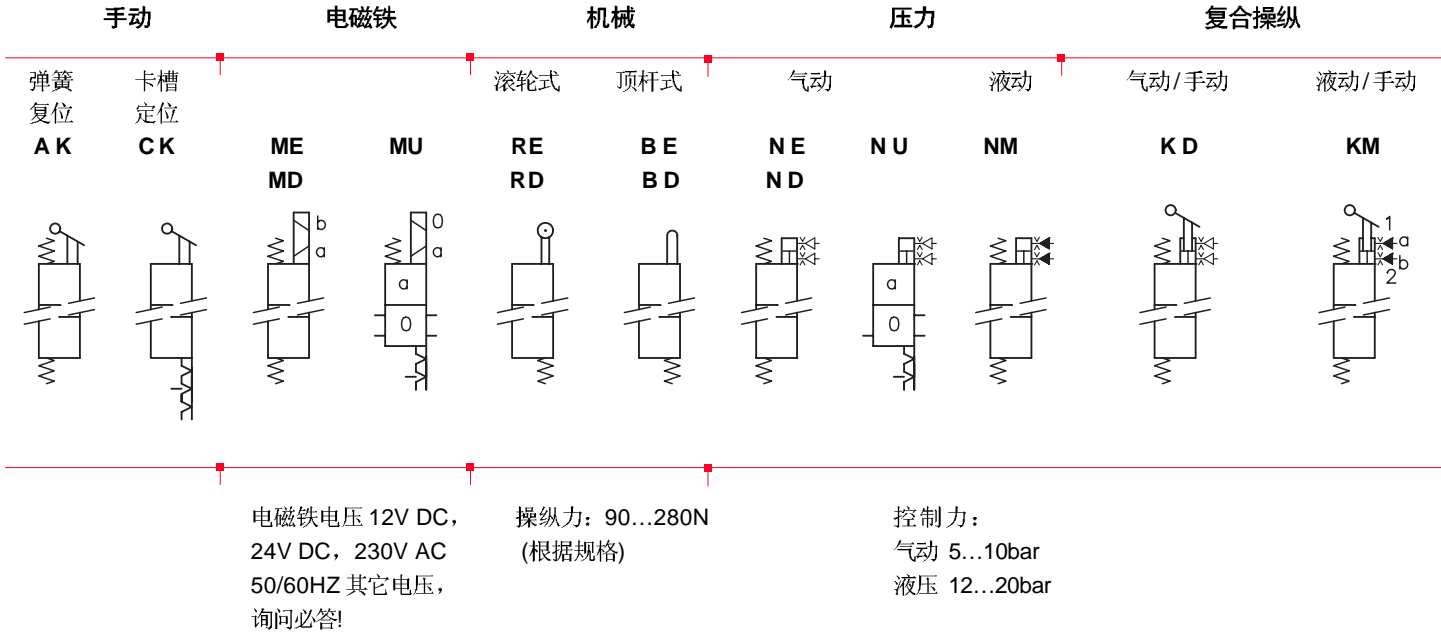 手动 电磁铁 机械 压力 复合操纵
弹簧 卡槽 滚轮式 顶杆式 气动 液动 气动/手动 液动/手动
复位 定位
A K C K ME MU RE B E N E N U NM K D KM
MD RD B D N D
b 0 1
a a a
b
2
a a
0 0
电磁铁电压 12V DC， 操纵力：90…280N 控制力：
24V DC，230V AC (根据规格) 气动 5…10bar
50/60HZ 其它电压， 液压 12…20bar
询问必答!